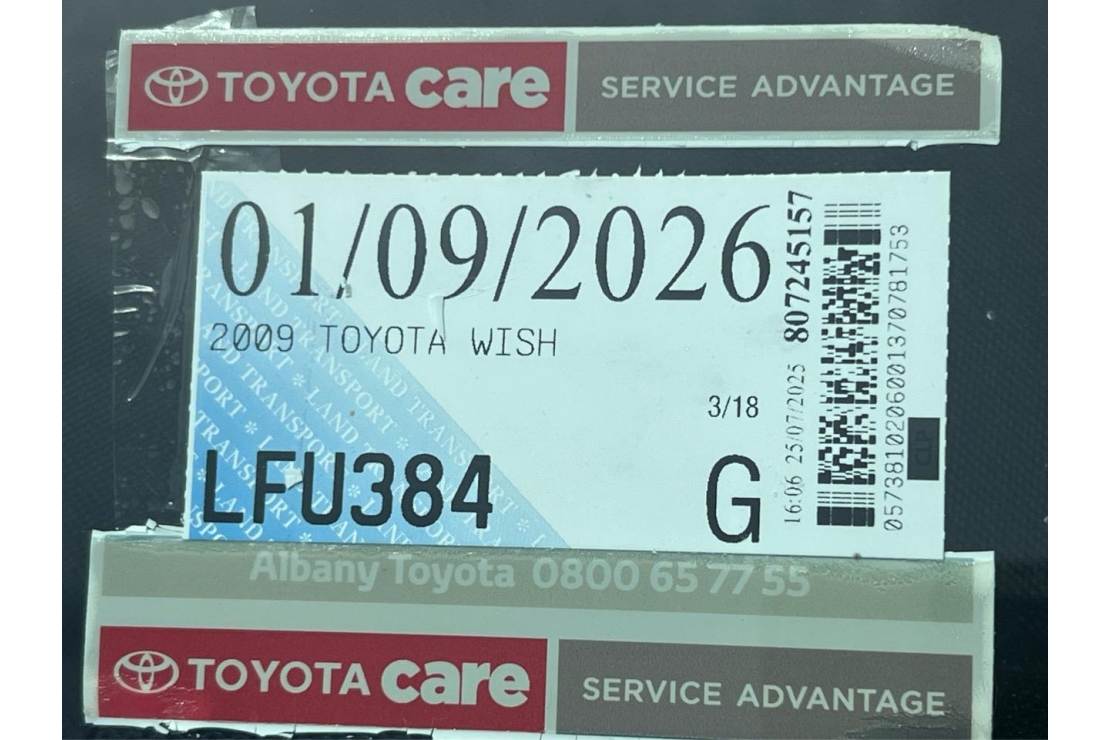 TOYOTA care SERVICE ADVANTAGE
01/09/2026
2009 TOYOTA WISH
3/18
LFU384
G
16:06 25/07/2025 807245157
0573810206001370781753
CLP
Albany Toyota 0800 65 77 55
TOYOTA care SERVICE ADVANTAGE